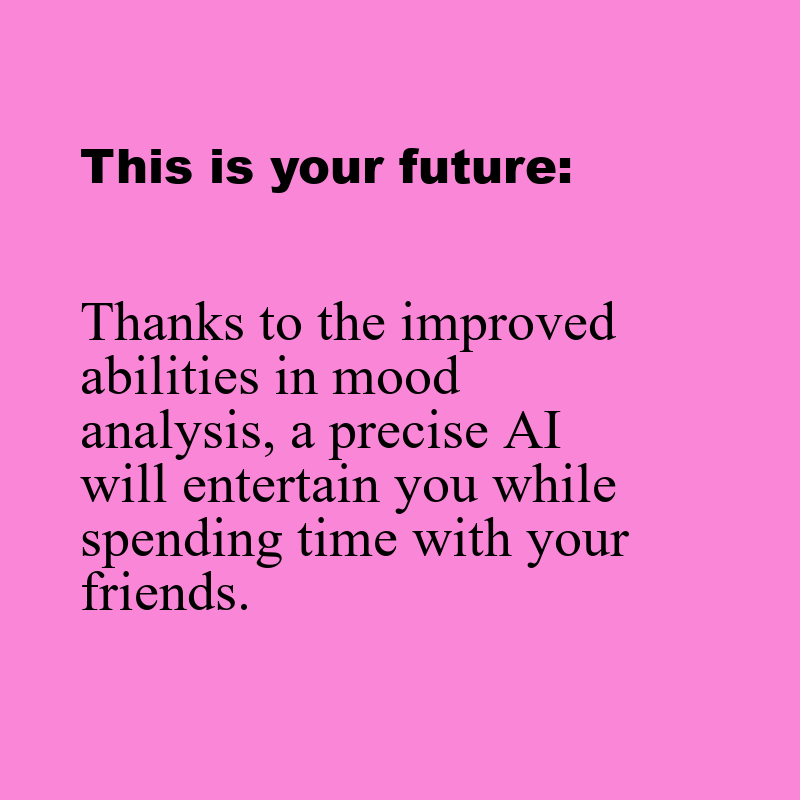 This is your future:
Thanks to the improved
abilities in mood
analysis, a precise AI
will entertain you while
spending time with your
friends.